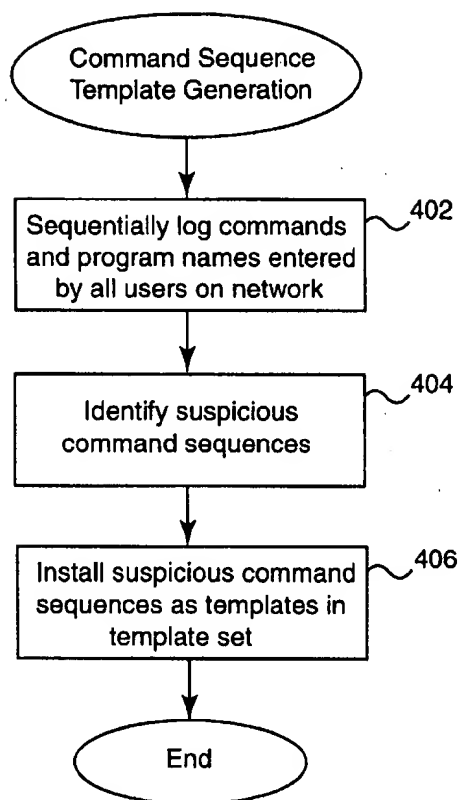 Command Sequence
Template Generation
402
Sequentially log commands
and program names entered
by all users on network
404
Identify suspicious
command sequences
406
Install suspicious command
sequences as templates in
template set
End